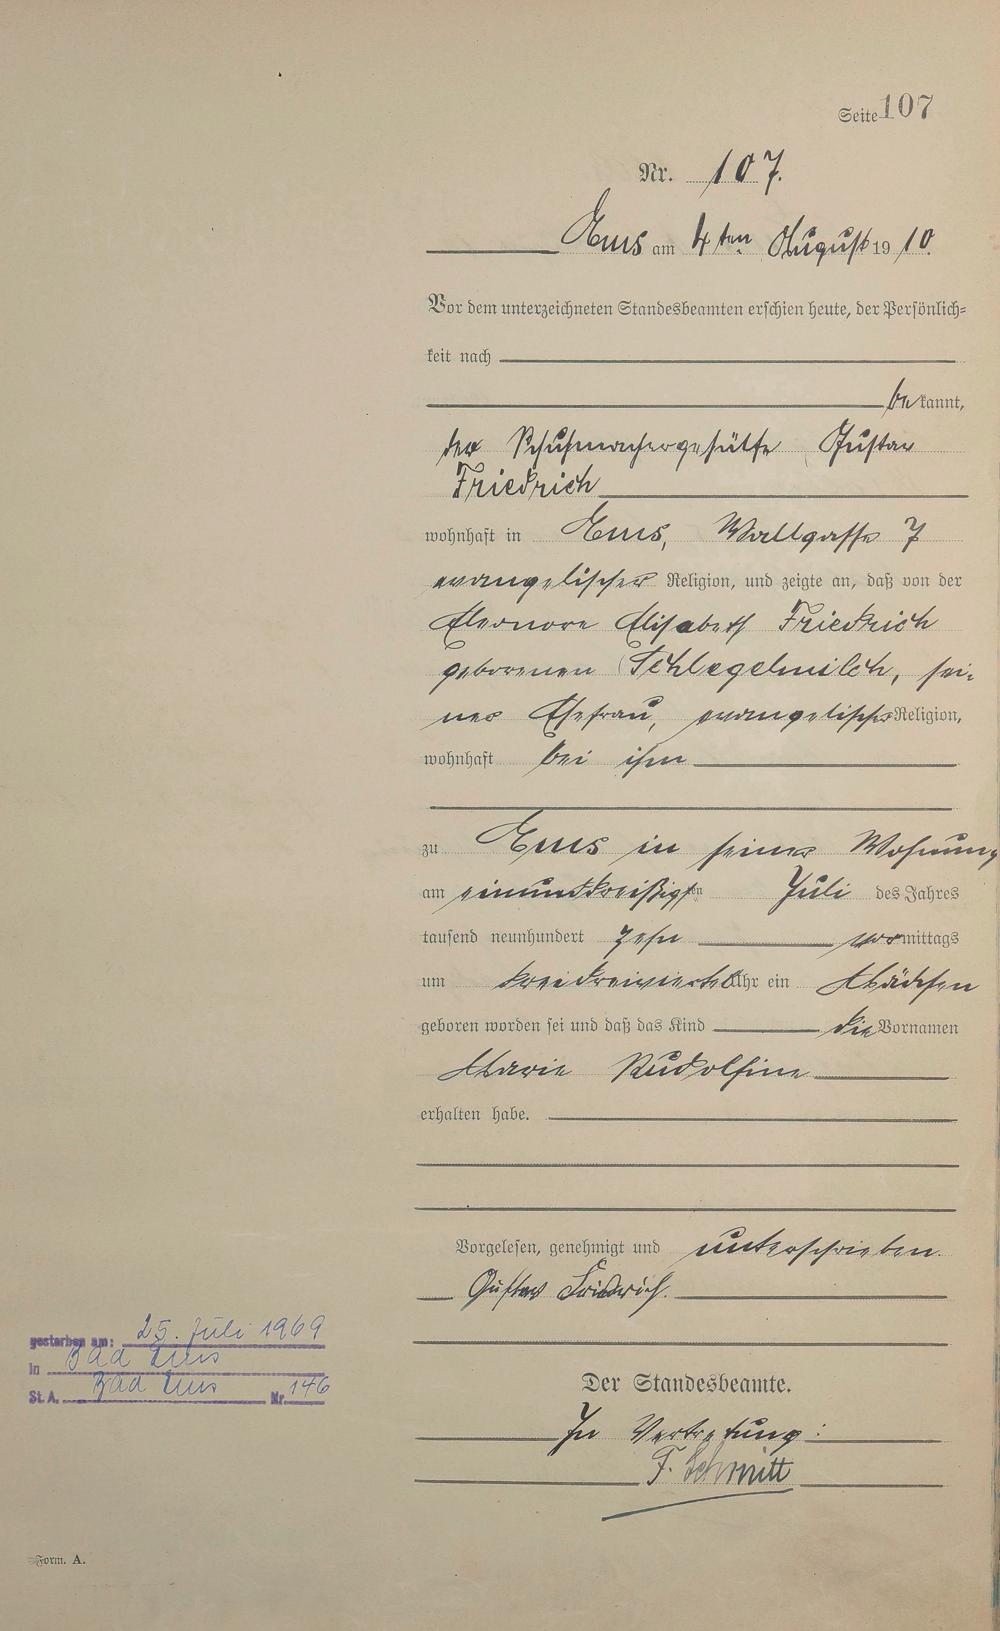 Seite 107
Nr. 107.
Ems am 4ten August 1910.
Vor dem unterzeichneten Standesbeamten erschien heute, der Persönlich=
keit nach
bekannt,
der Schuhmachergehülfe Gustav
Friedrich
wohnhaft in Ems, Wallgasse 7
evangelischer Religion, und zeigte an, daß von der
Eleonore Elisabeth Friedrich
geborenen Schlegelmilch, sei-
ner Ehefrau, evangelischer Religion,
wohnhaft bei ihm
zu Ems in seiner Wohnung
am einunddreißigsten Juli des Jahres
tausend neunhundert zehn vormittags
um dreidreiviertel Uhr ein Mädchen
geboren worden sei und daß das Kind die Vornamen
Marie Rudolfine
erhalten habe.
Vorgelesen, genehmigt und unterschrieben.
Gustav Friedrich.
gestorben am: 25. Juli 1969
in Bad Ems
St. A. Bad Ems Nr. 146
Der Standesbeamte.
In Vertretung:
F. Schmitt
Form. A.